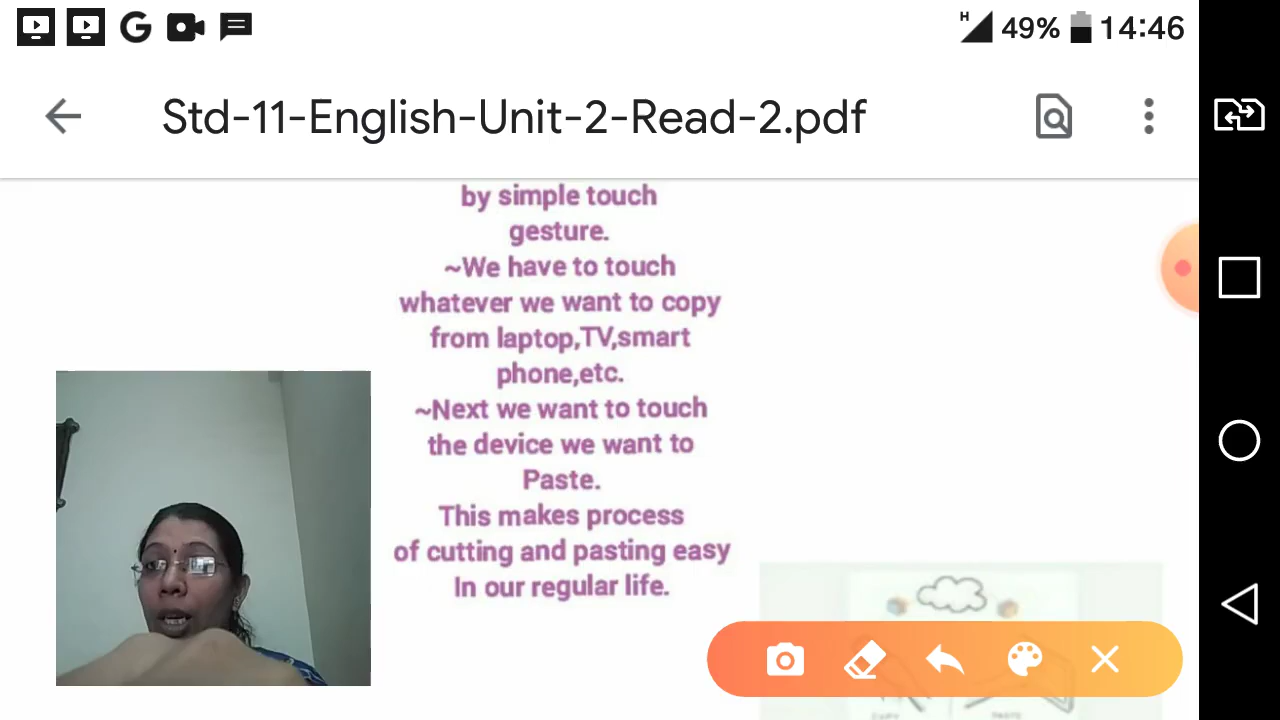 49% 14:46
Std-11-English-Unit-2-Read-2.pdf
by simple touch
gesture.
~We have to touch
whatever we want to copy
from laptop,TV,smart
phone,etc.
~Next we want to touch
the device we want to
Paste.
This makes process
of cutting and pasting easy
In our regular life.